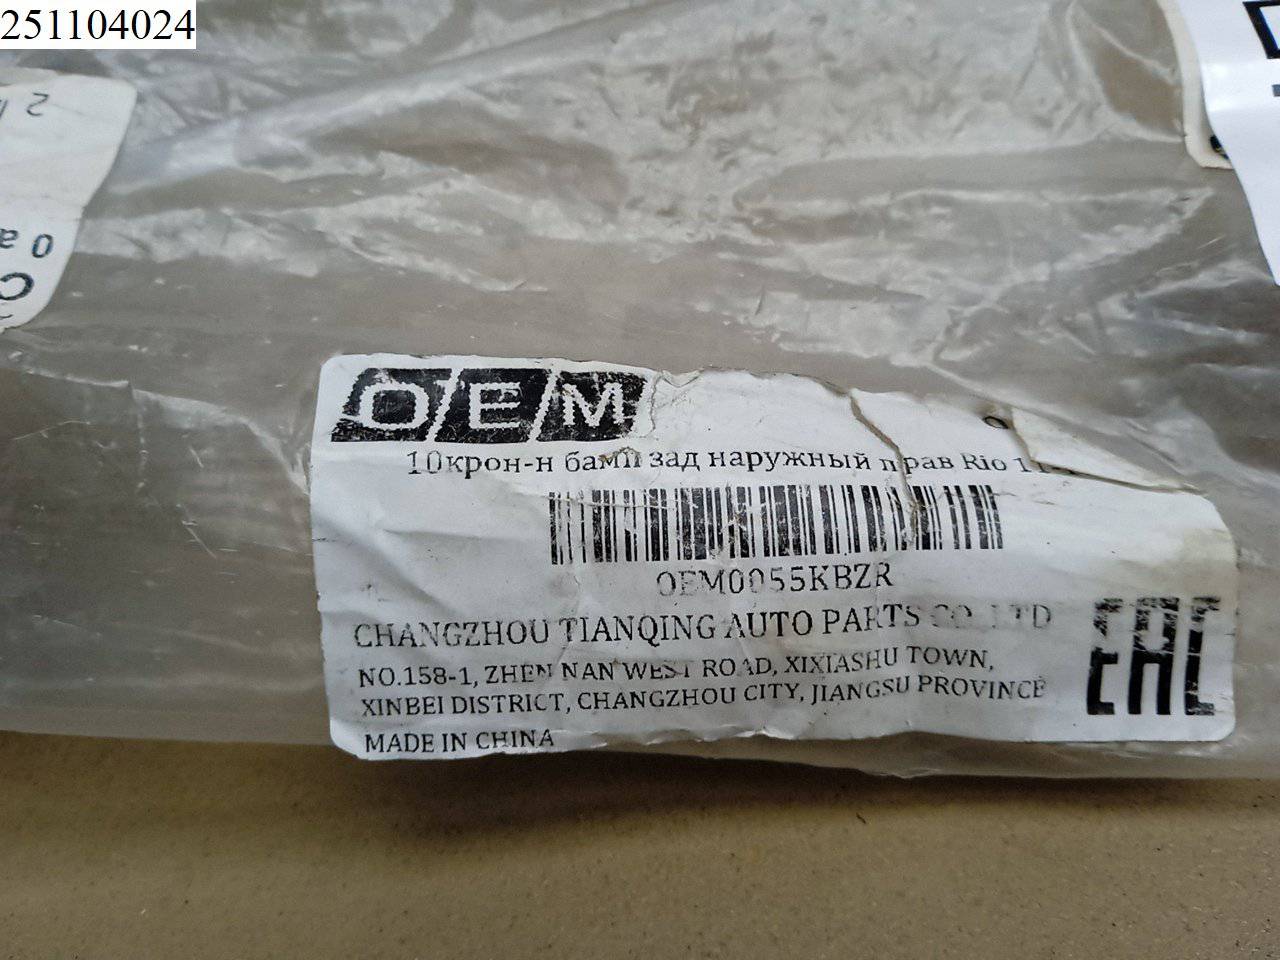 251104024
OEM
10крон-н бамп зад наружный прав Rio 11-
OEM0055KBZR
CHANGZHOU TIANQING AUTO PARTS CO. LTD
NO.158-1, ZHEN NAN WEST ROAD, XIXIASHU TOWN,
XINBEI DISTRICT, CHANGZHOU CITY, JIANGSU PROVINCE
MADE IN CHINA
EAC